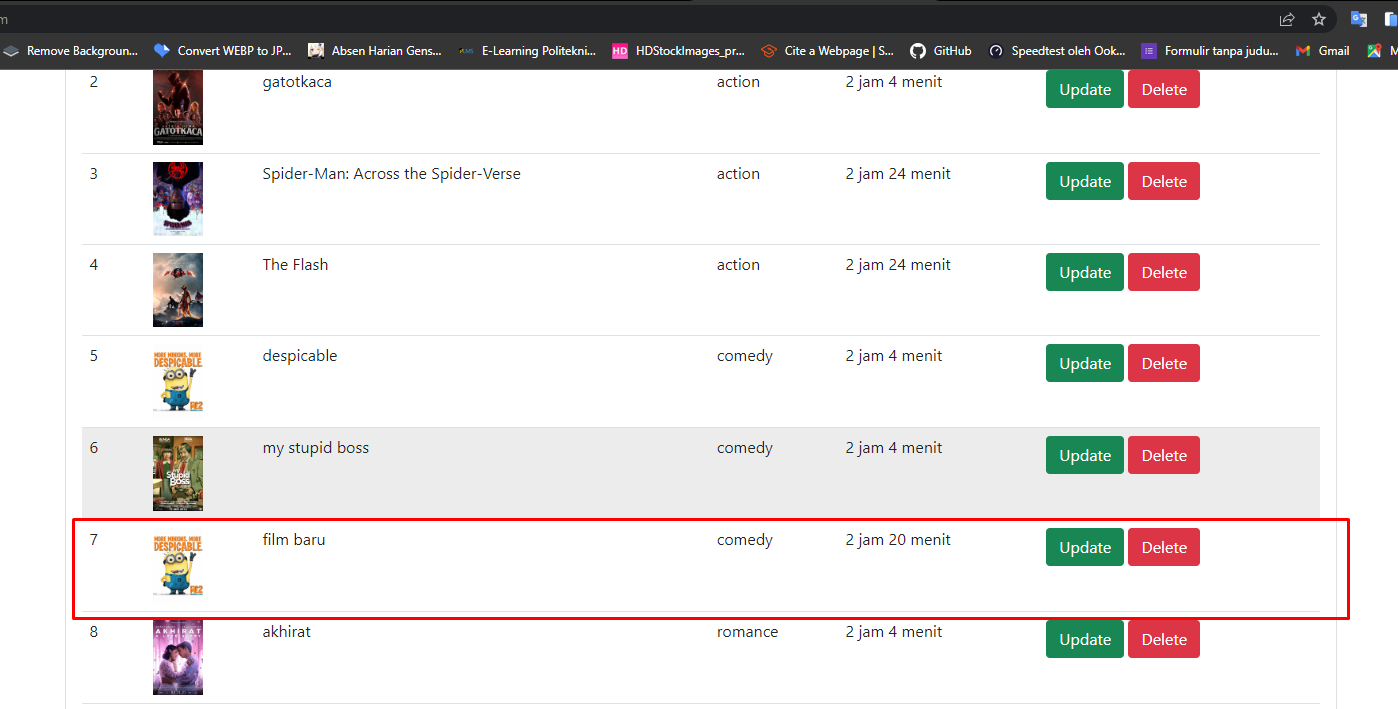 m
Remove Backgroun... Convert WEBP to JP... Absen Harian Gens... E-Learning Politekni... HD HDStockImages_pr... Cite a Webpage | S... GitHub Speedtest oleh Ook... Formulir tanpa judu... Gmail M
2 GATOTKACA gatotkaca action 2 jam 4 menit Update Delete
3 Spider-Man: Across the Spider-Verse action 2 jam 24 menit Update Delete
4 The Flash action 2 jam 24 menit Update Delete
5 MORE MINIONS. MORE DESPICABLE. despicable comedy 2 jam 4 menit Update Delete
6 Stupid Boss my stupid boss comedy 2 jam 4 menit Update Delete
7 MORE MINIONS. MORE DESPICABLE. film baru comedy 2 jam 20 menit Update Delete
8 AKHIRAT akhirat romance 2 jam 4 menit Update Delete